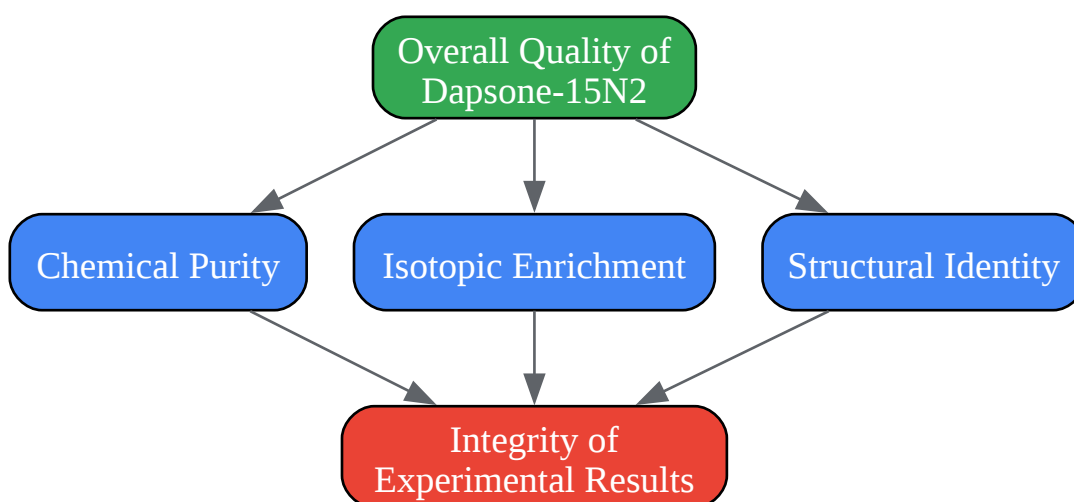 Overall Quality of
Dapsone-15N2
Chemical Purity
Isotopic Enrichment
Structural Identity
Integrity of
Experimental Results